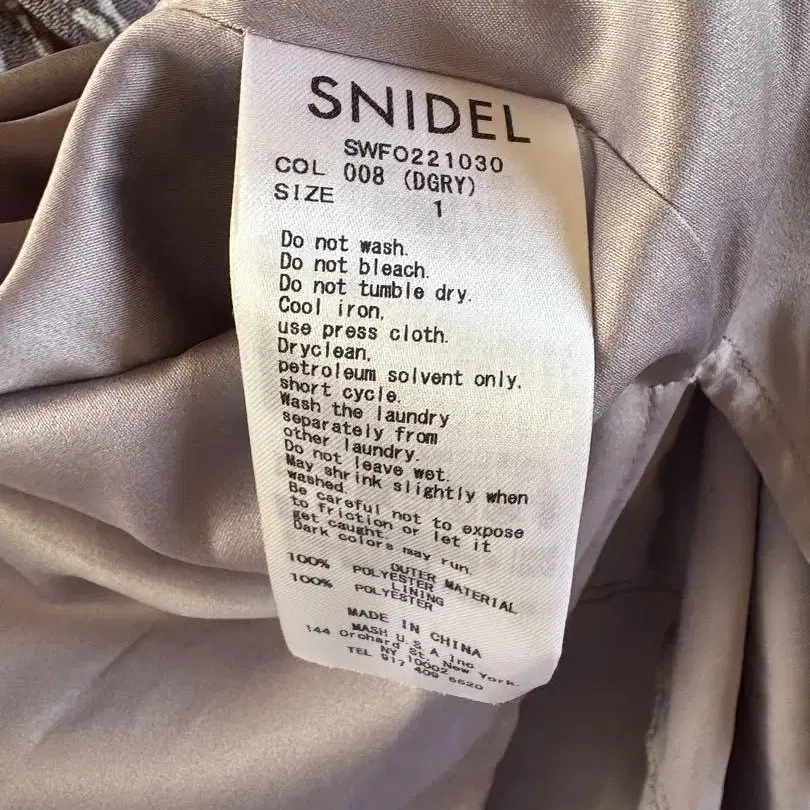 SNIDEL
SWFO221030
COL 008 (DGRY)
SIZE 1
Do not wash.
Do not bleach.
Do not tumble dry.
Cool iron,
use press cloth.
Dryclean,
petroleum solvent only.
short cycle.
Wash the laundry
separately from
other laundry.
Do not leave wet.
May shrink slightly when
washed.
Be careful not to expose
to friction or let it
get caught.
Dark colors may run.
OUTER MATERIAL
100% POLYESTER
LINING
100% POLYESTER
MADE IN CHINA
MASH U.S.A Inc.
144 Orchard St. New York.
NY 10002
TEL 917 409 5520